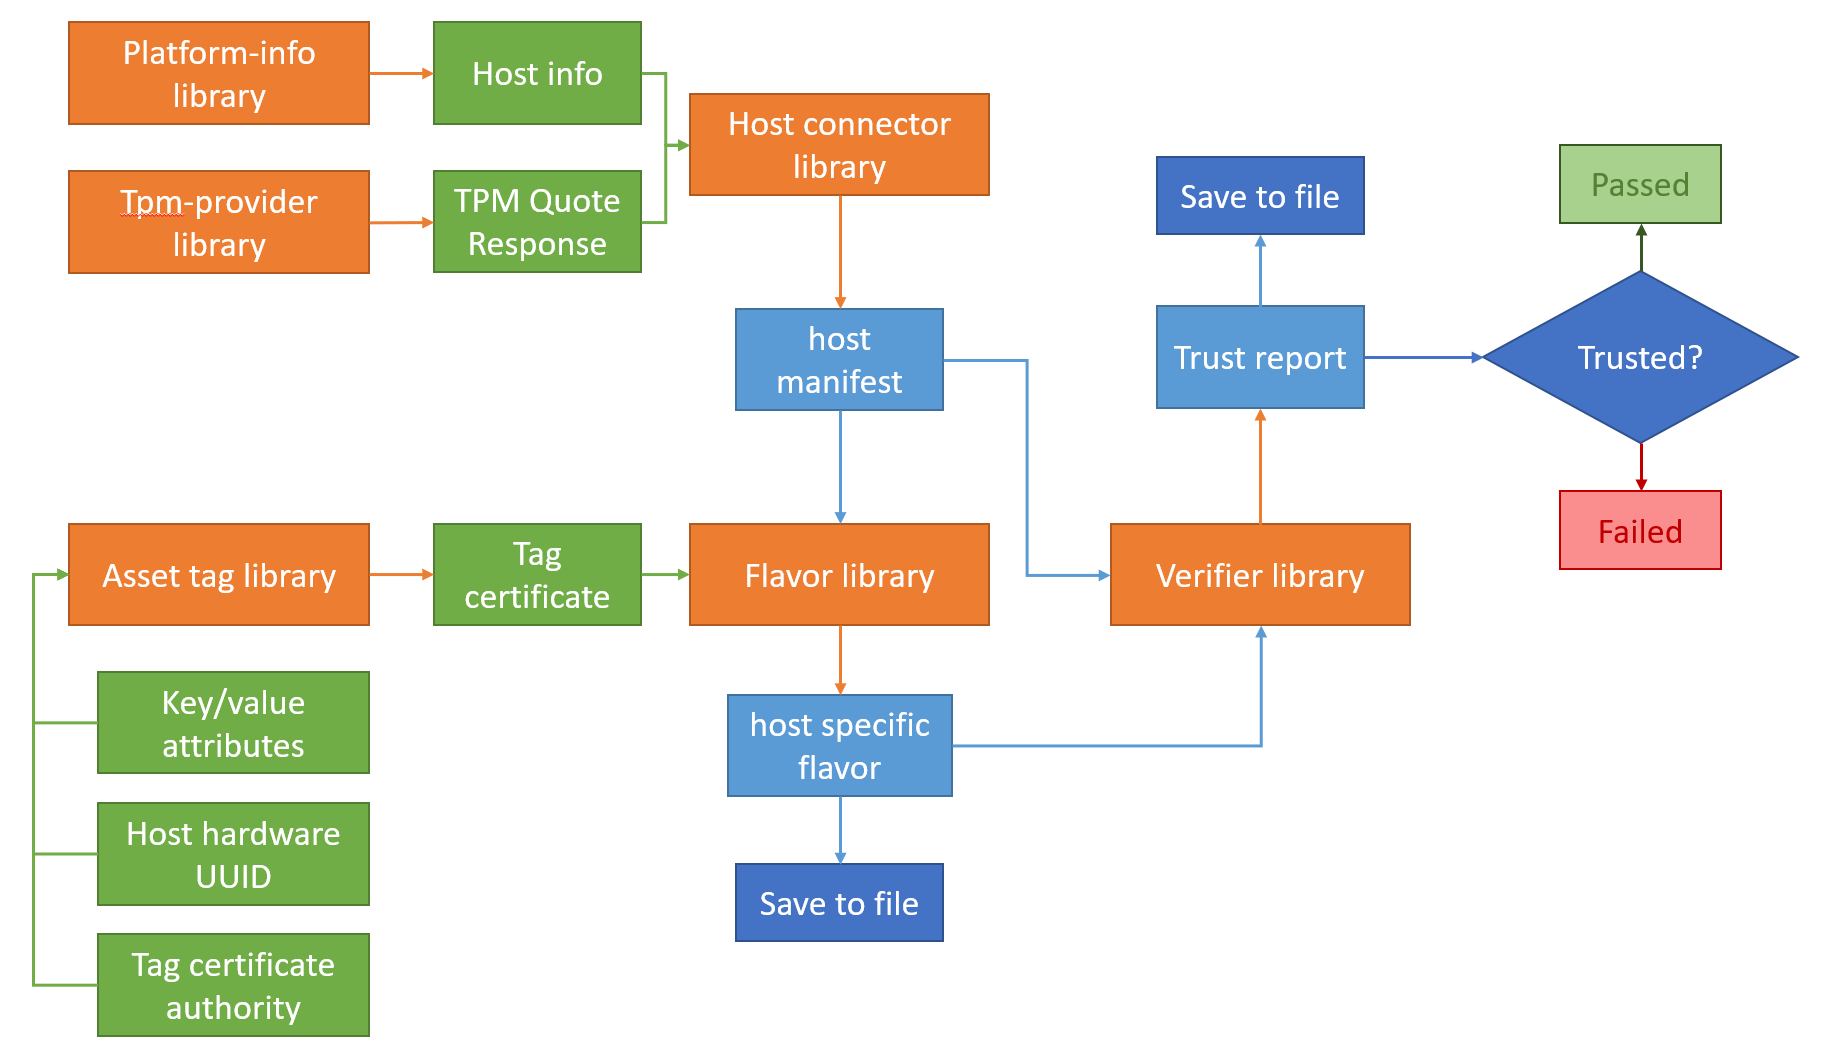 Platform-info
library
Host info
Host connector
library
Tpm-provider
library
TPM Quote
Response
Save to file
Passed
host
manifest
Trust report
Trusted?
Failed
Asset tag library
Tag
certificate
Flavor library
Verifier library
Key/value
attributes
host specific
flavor
Host hardware
UUID
Save to file
Tag certificate
authority